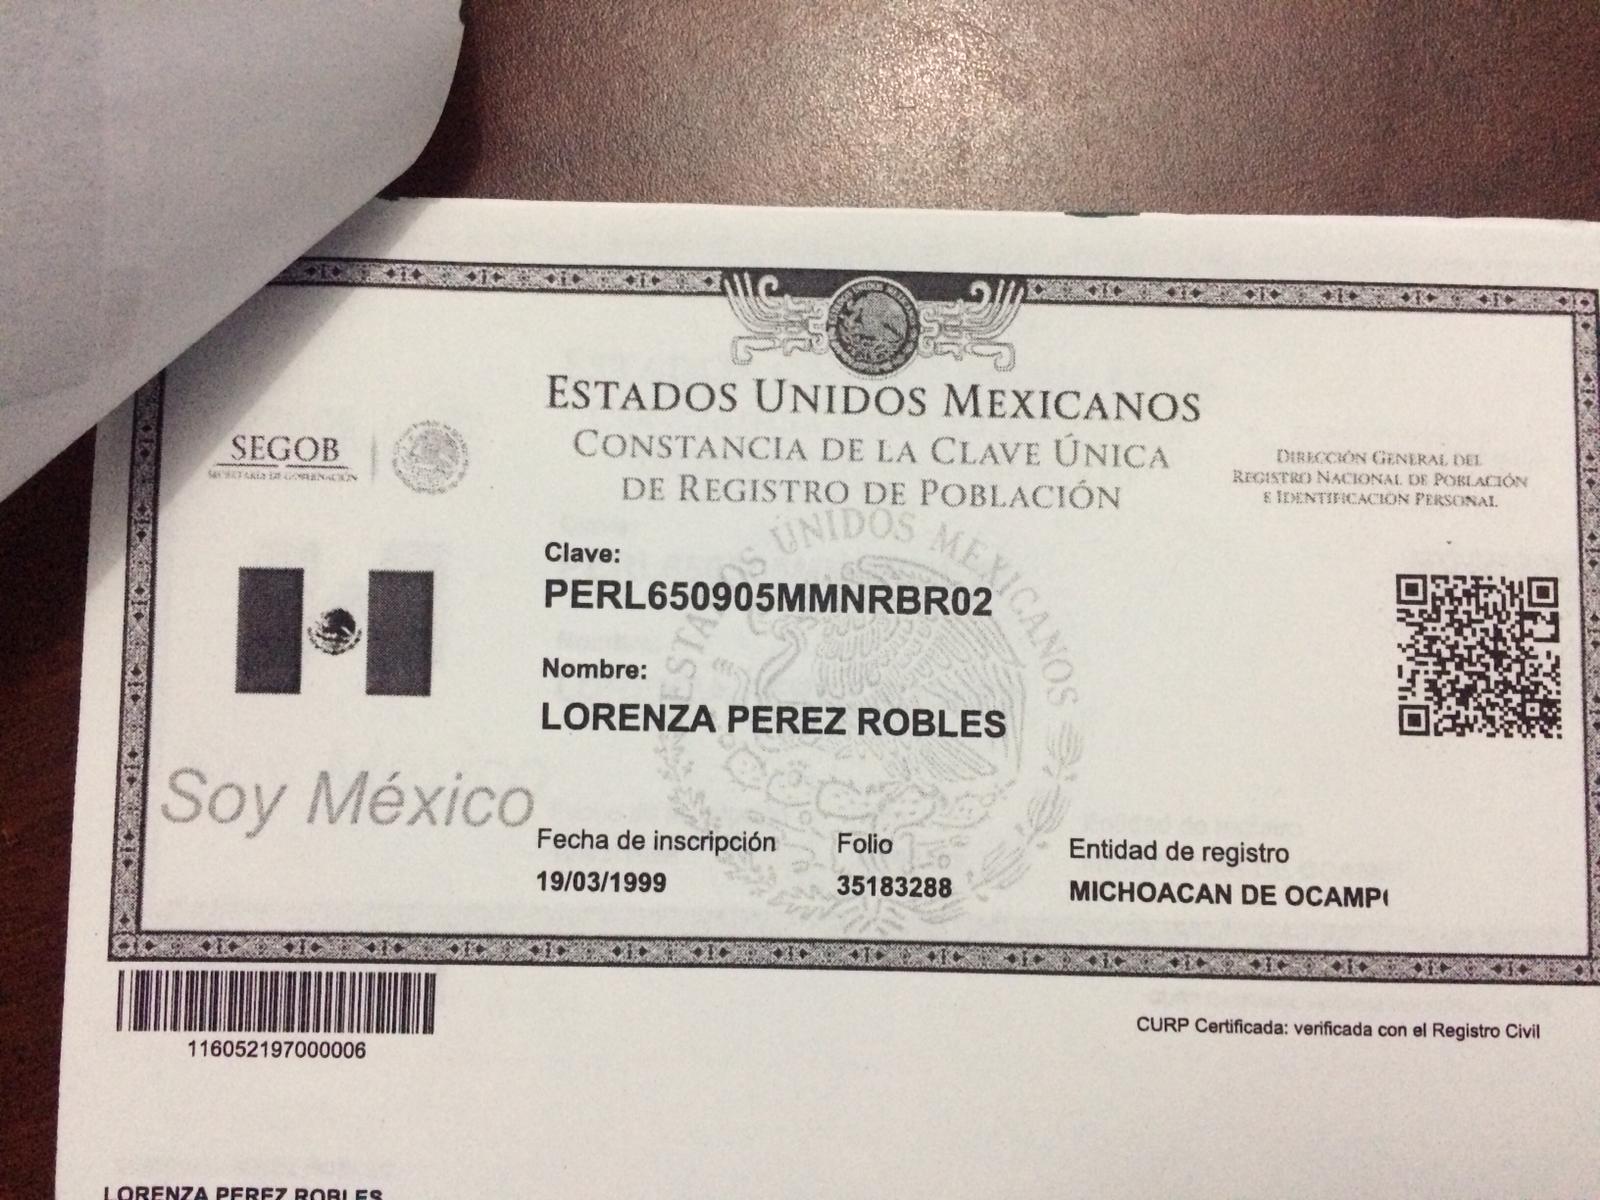 ESTADOS UNIDOS MEXICANOS
CONSTANCIA DE LA CLAVE ÚNICA
DE REGISTRO DE POBLACIÓN
SEGOB
SECRETARÍA DE GOBERNACIÓN
DIRECCIÓN GENERAL DEL
REGISTRO NACIONAL DE POBLACIÓN
E IDENTIFICACIÓN PERSONAL
ESTADOS UNIDOS MEXICANOS
Clave:
PERL650905MMNRBR02
Nombre:
LORENZA PEREZ ROBLES
Soy México
Fecha de inscripción
19/03/1999
Folio
35183288
Entidad de registro
MICHOACAN DE OCAMP
116052197000006
CURP Certificada: verificada con el Registro Civil
LORENZA PEREZ ROBLES